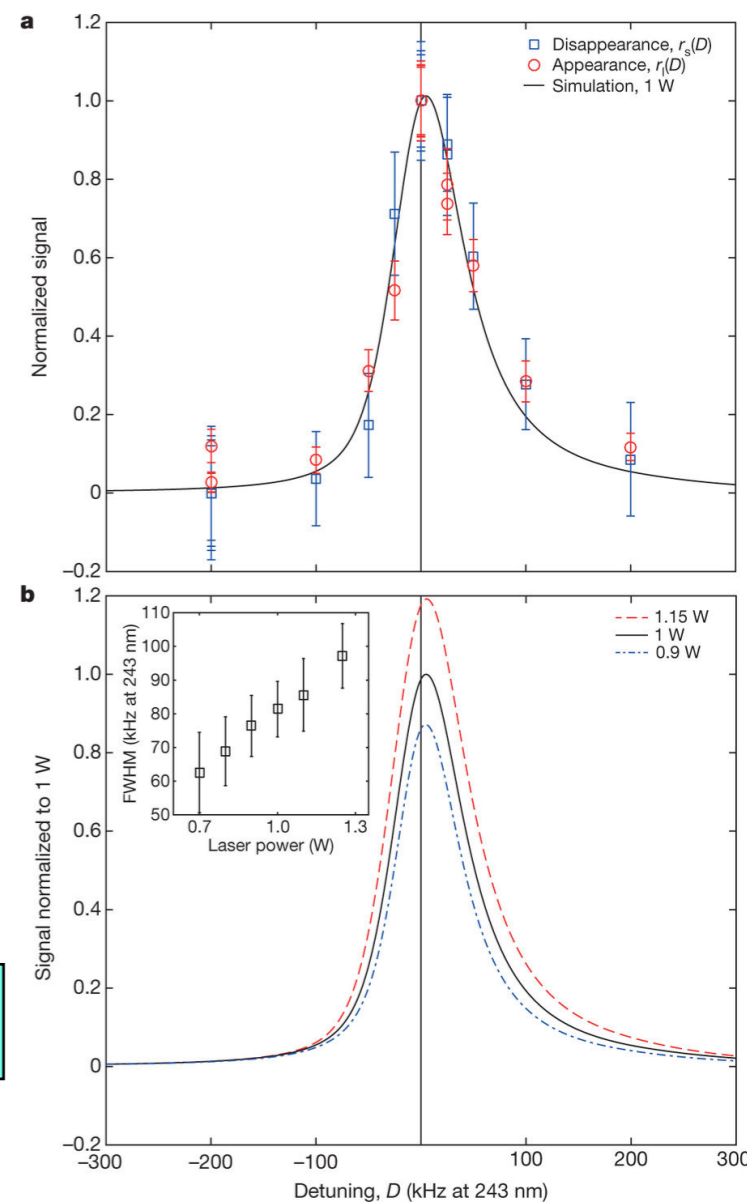 a
1.2
1.0
0.8
0.6
0.4
0.2
0
–0.2
Normalized signal
Disappearance, rs(D)
Appearance, rl(D)
Simulation, 1 W
b
1.2
1.0
0.8
0.6
0.4
0.2
0
–0.2
Signal normalized to 1 W
1.15 W
1 W
0.9 W
110
100
90
80
70
60
50
FWHM (kHz at 243 nm)
0.7 1.0 1.3
Laser power (W)
–300 –200 –100 100 200 300
Detuning, D (kHz at 243 nm)